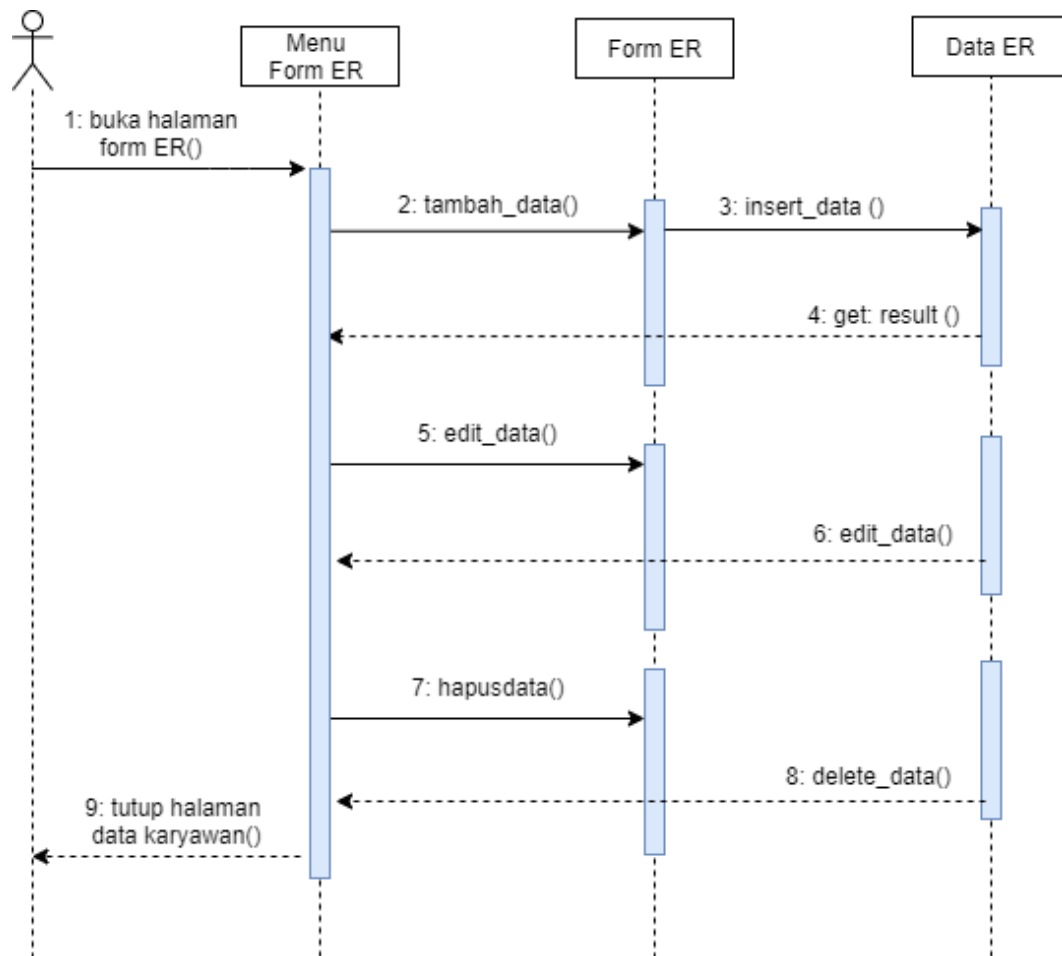 Menu
Form ER
Form ER
Data ER
1: buka halaman
form ER()
2: tambah_data()
3: insert_data ()
4: get: result ()
5: edit_data()
6: edit_data()
7: hapusdata()
8: delete_data()
9: tutup halaman
data karyawan()